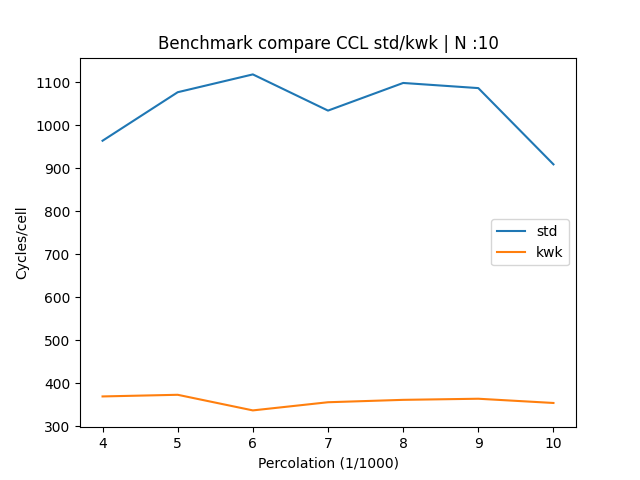 Benchmark compare CCL std/kwk | N :10
1100
1000
900
800
700
600
500
400
300
Cycles/cell
std
kwk
4 5 6 7 8 9 10
Percolation (1/1000)